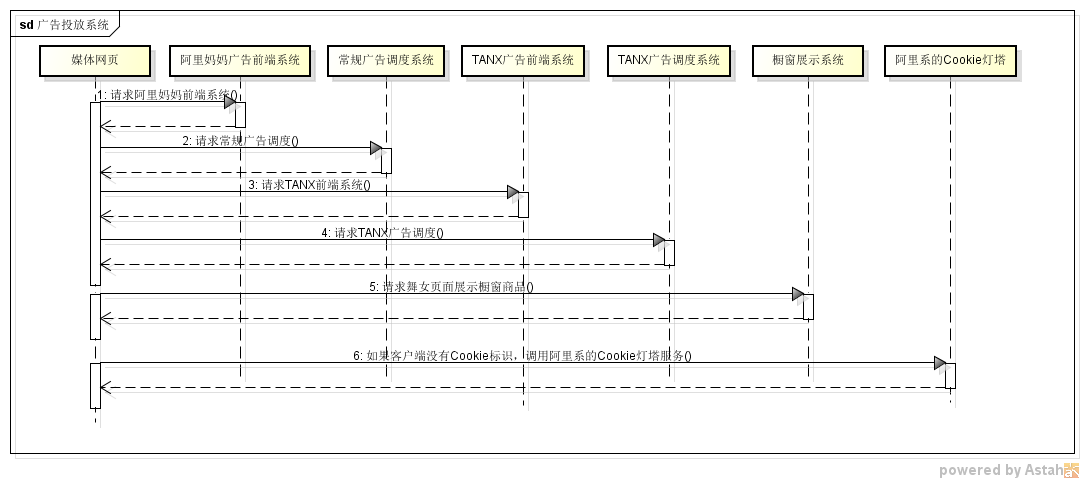 sd 广告投放系统
媒体网页
阿里妈妈广告前端系统
常规广告调度系统
TANX广告前端系统
TANX广告调度系统
橱窗展示系统
阿里系的Cookie灯塔
1: 请求阿里妈妈前端系统()
2: 请求常规广告调度()
3: 请求TANX前端系统()
4: 请求TANX广告调度()
5: 请求舞女页面展示橱窗商品()
6: 如果客户端没有Cookie标识，调用阿里系的Cookie灯塔服务()
powered by Astah